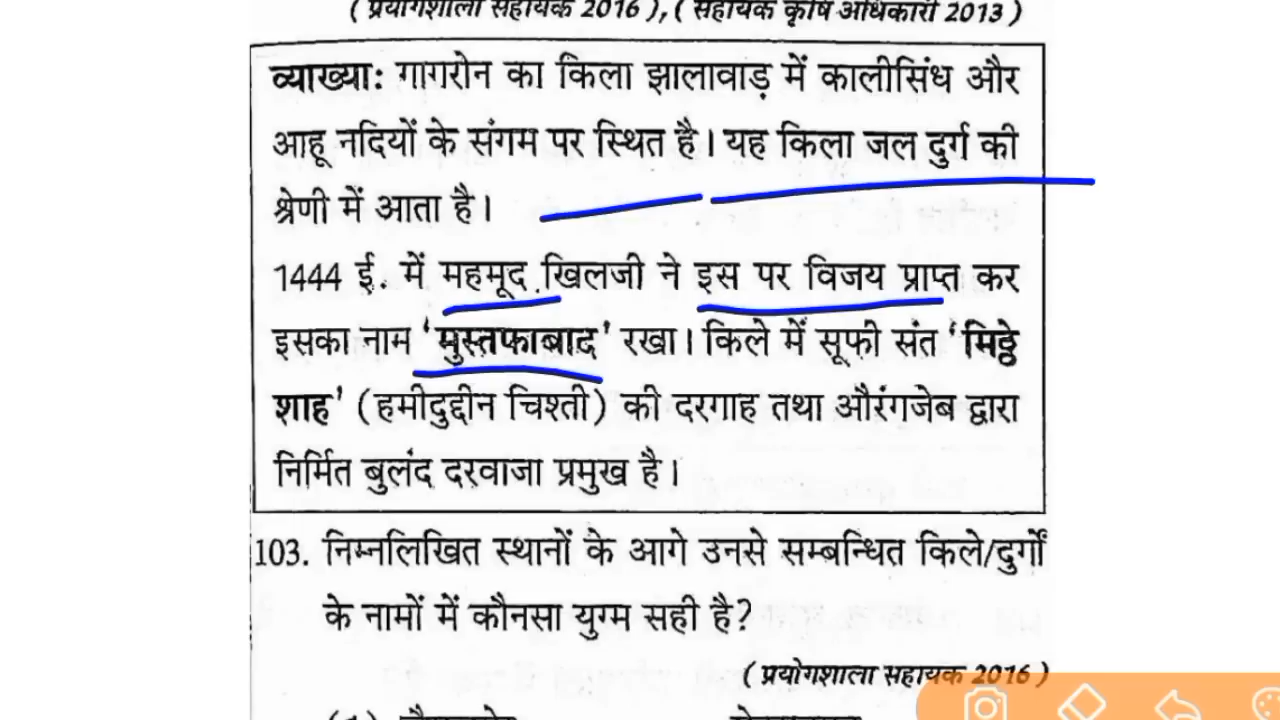 ( प्रयोगशाला सहायक 2016 ), ( सहायक कृषि अधिकारी 2013 )
व्याख्या: गागरोन का किला झालावाड़ में कालीसिंध और
आहू नदियों के संगम पर स्थित है। यह किला जल दुर्ग की
श्रेणी में आता है।
1444 ई. में महमूद खिलजी ने इस पर विजय प्राप्त कर
इसका नाम 'मुस्तफाबाद' रखा। किले में सूफी संत 'मिठ्ठे
शाह' (हमीदुद्दीन चिश्ती) की दरगाह तथा औरंगजेब द्वारा
निर्मित बुलंद दरवाजा प्रमुख है।
103. निम्नलिखित स्थानों के आगे उनसे सम्बन्धित किले/दुर्गों
के नामों में कौनसा युग्म सही है?
( प्रयोगशाला सहायक 2016 )